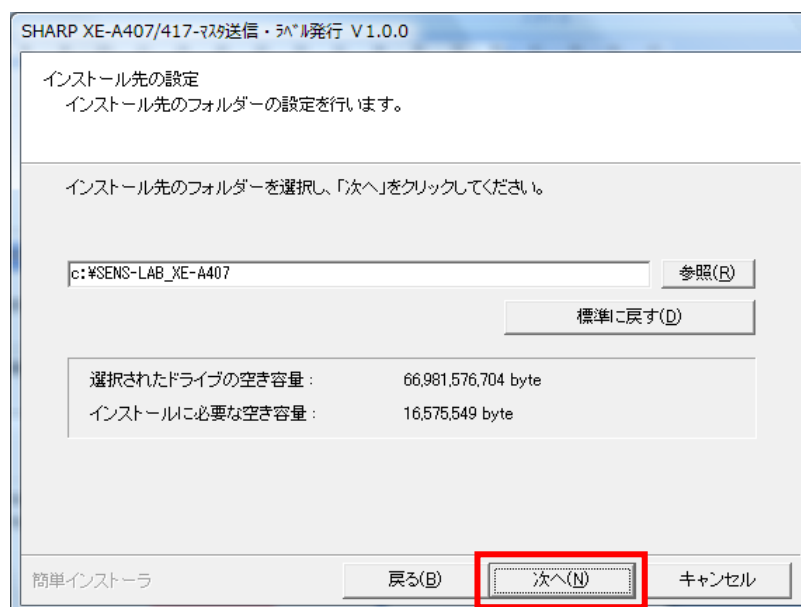 SHARP XE-A407/417-ﾏｽﾀ送信・ﾗﾍﾞﾙ発行 V1.0.0
インストール先の設定
インストール先のフォルダーの設定を行います。
インストール先のフォルダーを選択し、「次へ」をクリックしてください。
c:¥SENS-LAB_XE-A407
参照(R)
標準に戻す(D)
選択されたドライブの空き容量： 66,981,576,704 byte
インストールに必要な空き容量： 16,575,549 byte
簡単インストーラ
戻る(B)
次へ(N)
キャンセル